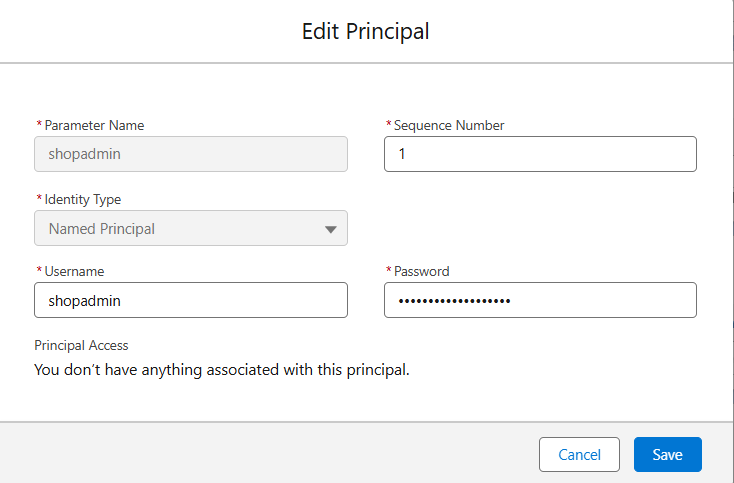 Edit Principal
*Parameter Name
*Sequence Number
shopadmin
1
*Identity Type
Named Principal
*Username
*Password
shopadmin
•••••••••••••••••••
Principal Access
You don’t have anything associated with this principal.
Cancel
Save